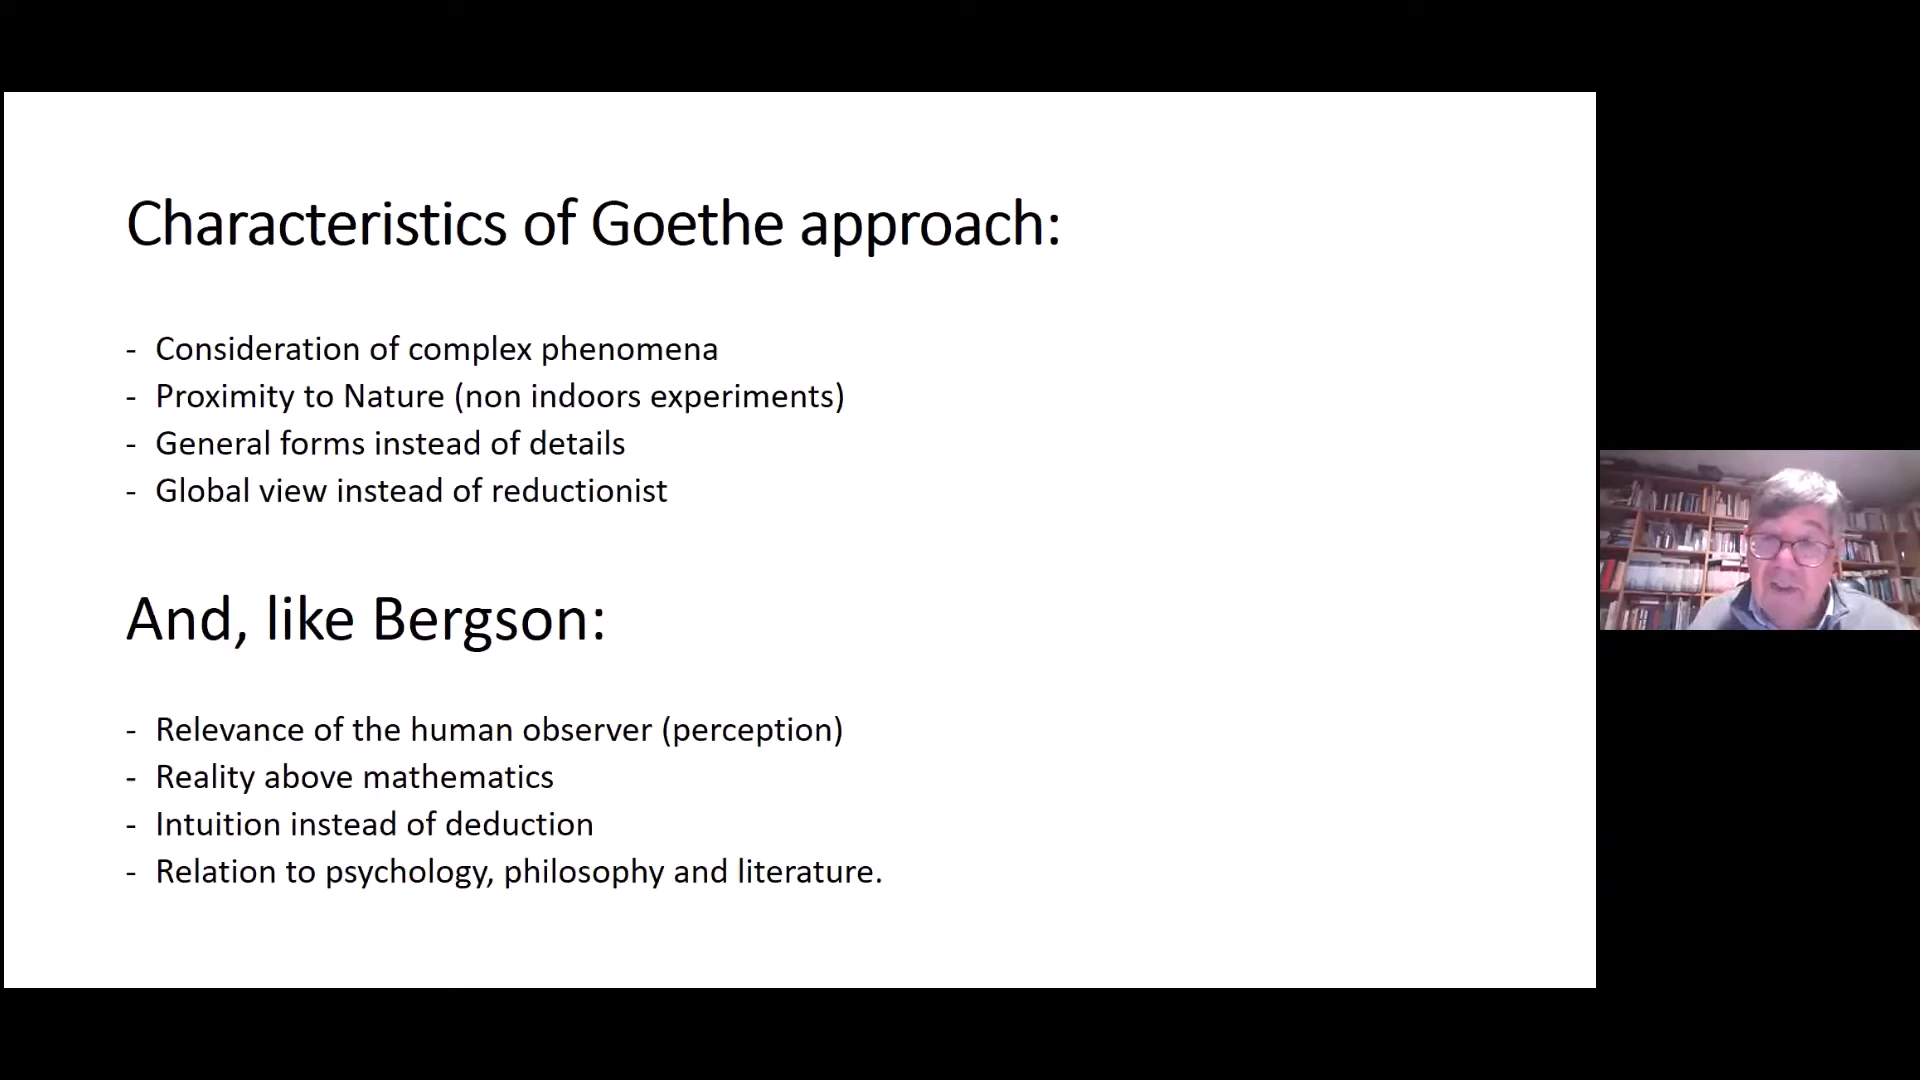 Characteristics of Goethe approach:
- Consideration of complex phenomena
- Proximity to Nature (non indoors experiments)
- General forms instead of details
- Global view instead of reductionist
And, like Bergson:
- Relevance of the human observer (perception)
- Reality above mathematics
- Intuition instead of deduction
- Relation to psychology, philosophy and literature.